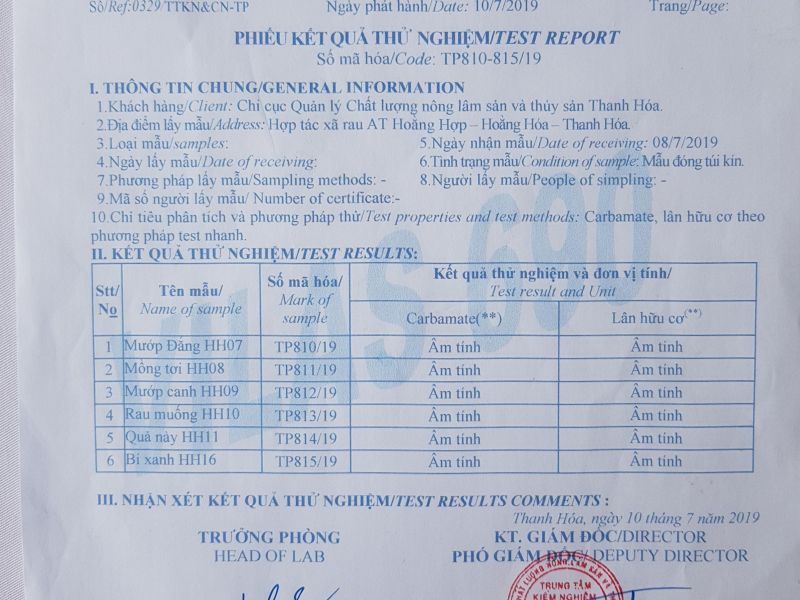 Số/Ref:0329/TTKN&CN-TP Ngày phát hành/Date: 10/7/2019 Trang/Page:
PHIẾU KẾT QUẢ THỬ NGHIỆM/TEST REPORT
Số mã hóa/Code: TP810-815/19
I. THÔNG TIN CHUNG/GENERAL INFORMATION
1.Khách hàng/Client: Chi cục Quản lý Chất lượng nông lâm sản và thủy sản Thanh Hóa.
2.Địa điểm lấy mẫu/Address: Hợp tác xã rau AT Hoằng Hợp – Hoằng Hóa – Thanh Hóa.
3.Loại mẫu/samples: 5.Ngày nhận mẫu/Date of receiving: 08/7/2019
4.Ngày lấy mẫu/Date of receiving: 6.Tình trạng mẫu/Condition of sample: Mẫu đóng túi kín.
7.Phương pháp lấy mẫu/Sampling methods: - 8.Người lấy mẫu/People of simpling: -
9.Mã số người lấy mẫu/ Number of certificate:-
10.Chỉ tiêu phân tích và phương pháp thử/Test properties and test methods: Carbamate, lân hữu cơ theo
phương pháp test nhanh.
II. KẾT QUẢ THỬ NGHIỆM/TEST RESULTS:
Stt/ No Tên mẫu/ Name of sample Số mã hóa/ Mark of sample Kết quả thử nghiệm và đơn vị tính/ Test result and Unit
Carbamate(**) Lân hữu cơ(**)
1 Mướp Đắng HH07 TP810/19 Âm tính Âm tính
2 Mồng tơi HH08 TP811/19 Âm tính Âm tính
3 Mướp canh HH09 TP812/19 Âm tính Âm tính
4 Rau muống HH10 TP813/19 Âm tính Âm tính
5 Quả này HH11 TP814/19 Âm tính Âm tính
6 Bí xanh HH16 TP815/19 Âm tính Âm tính
VILAS 690
III. NHẬN XÉT KẾT QUẢ THỬ NGHIỆM/TEST RESULTS COMMENTS :
Thanh Hóa, ngày 10 tháng 7 năm 2019
TRƯỞNG PHÒNG KT. GIÁM ĐỐC/DIRECTOR
HEAD OF LAB PHÓ GIÁM ĐỐC/ DEPUTY DIRECTOR
CHẤT LƯỢNG NÔNG LÂM SẢN VÀ
TRUNG TÂM
KIỂM NGHIỆM